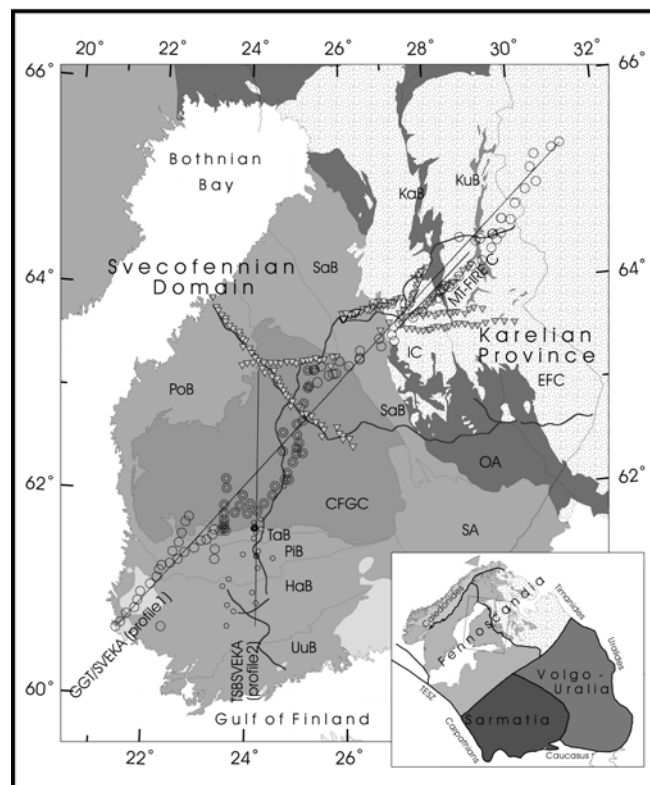 20° 22° 24° 26° 28° 30° 32°
66° 66°
Bothnian
Bay
KaB
KuB
Svecofennian
Domain
SaB
64° 64°
MT-FIRE C
IC
Karelian
Province
EFC
PoB
SaB
OA
62° 62°
CFGC
SA
TaB
PiB
HaB
UuB
GGT/SVEKA (profile1)
TSBSVEKA
(profile2)
60°
Gulf of Finland
20° 22° 24° 26°
Caledonides
Fennoscandia
Timanides
Uralides
Volgo-
Uralia
TESZ
Sarmatia
Carpathians
Caucasus